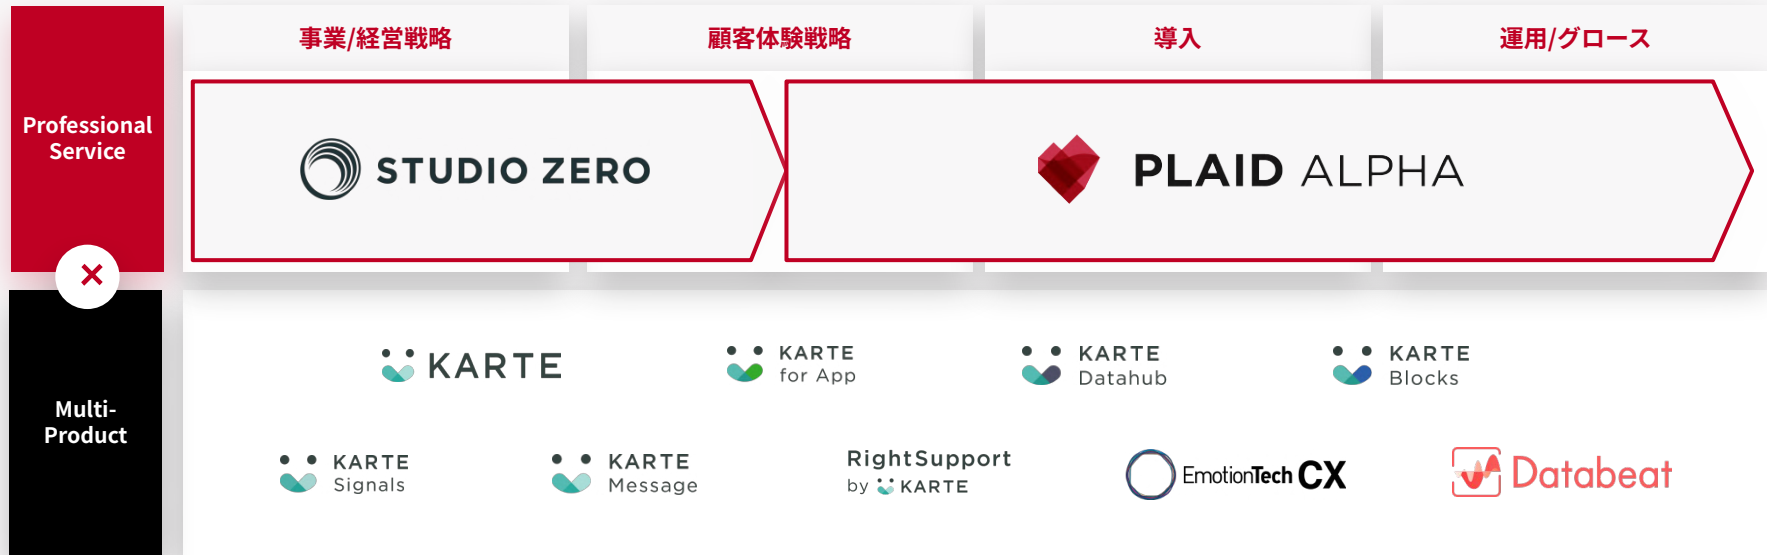 事業/経営戦略
顧客体験戦略
導入
運用/グロース
Professional
Service
STUDIO ZERO
PLAID ALPHA
×
Multi-
Product
KARTE
KARTE
for App
KARTE
Datahub
KARTE
Blocks
KARTE
Signals
KARTE
Message
RightSupport
by KARTE
EmotionTech CX
Databeat